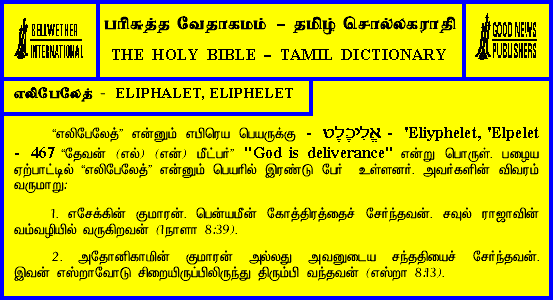 BELLWETHER
INTERNATIONAL
பரிசுத்த வேதாகமம் – தமிழ் சொல்லகராதி
THE HOLY BIBLE – TAMIL DICTIONARY
GOOD NEWS
PUBLISHERS
எலிபேலேத் - ELIPHALET, ELIPHELET
“எலிபேலேத்” என்னும் எபிரெய பெயருக்கு - אֱלִיפֶלֶט - 'Eliyphelet, 'Elpelet
- 467 “தேவன் (எல்) (என்) மீட்பர்” "God is deliverance" என்று பொருள். பழைய
ஏற்பாட்டில் “எலிபேலேத்” என்னும் பெயரில் இரண்டு பேர் உள்ளனர். அவர்களின் விவரம்
வருமாறு:
1. எசேக்கின் குமாரன். பென்யமீன் கோத்திரத்தைச் சேர்ந்தவன். சவுல் ராஜாவின்
வம்வழியில் வருகிறவன் (1நாளா 8:39).
2. அதோனிகாமின் குமாரன் அல்லது அவனுடைய சந்ததியைச் சேர்ந்தவன்.
இவன் எஸ்றாவோடு சிறையிருப்பிலிருந்து திரும்பி வந்தவன் (எஸ்றா 8:13).